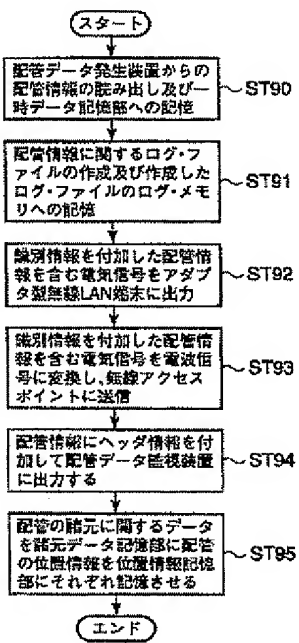 スタート
配管データ発生装置からの
配管情報の読み出し及び一
時データ記憶部への記憶
ST90
配管情報に関するログ・フ
ァイルの作成及び作成した
ログ・ファイルのログ・メモ
リへの記憶
ST91
識別情報を付加した配管情
報を含む電気信号をアダプ
タ型無線LAN端末に出力
ST92
識別情報を付加した配管情
報を含む電気信号を電波信
号に変換し、無線アクセス
ポイントに送信
ST93
配管情報にヘッダ情報を付
加して配管データ監視装置
に出力する
ST94
配管の諸元に関するデータ
を諸元データ記憶部に配管
の位置情報を位置情報記憶
部にそれぞれ記憶させる
ST95
エンド